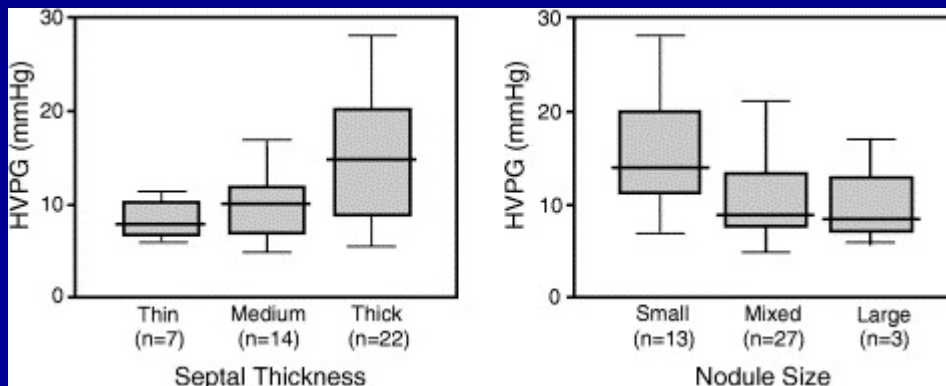 HVPG (mmHg)
30
20
10
0
Thin
(n=7)
Medium
(n=14)
Thick
(n=22)
Septal Thickness
HVPG (mmHg)
30
20
10
0
Small
(n=13)
Mixed
(n=27)
Large
(n=3)
Nodule Size